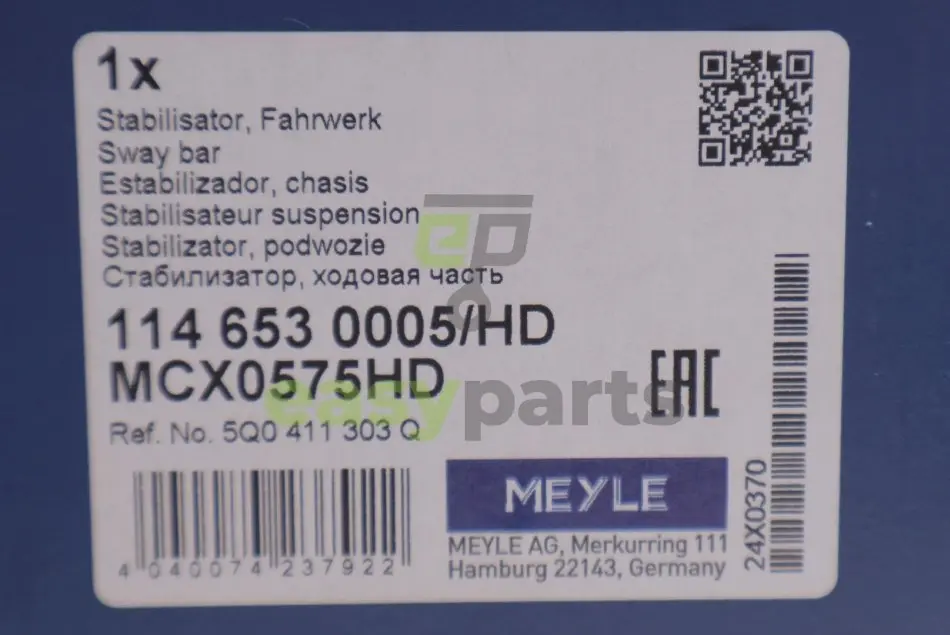 1x
Stabilisator, Fahrwerk
Sway bar
Estabilizador, chasis
Stabilisateur suspension
Stabilizator, podwozie
Стабилизатор, ходовая часть
ep
114 653 0005/HD
MCX0575HD
easyparts
EAC
Ref. No. 5Q0 411 303 Q
4 040074 237922
MEYLE
MEYLE AG, Merkurring 111
Hamburg 22143, Germany
24X0370